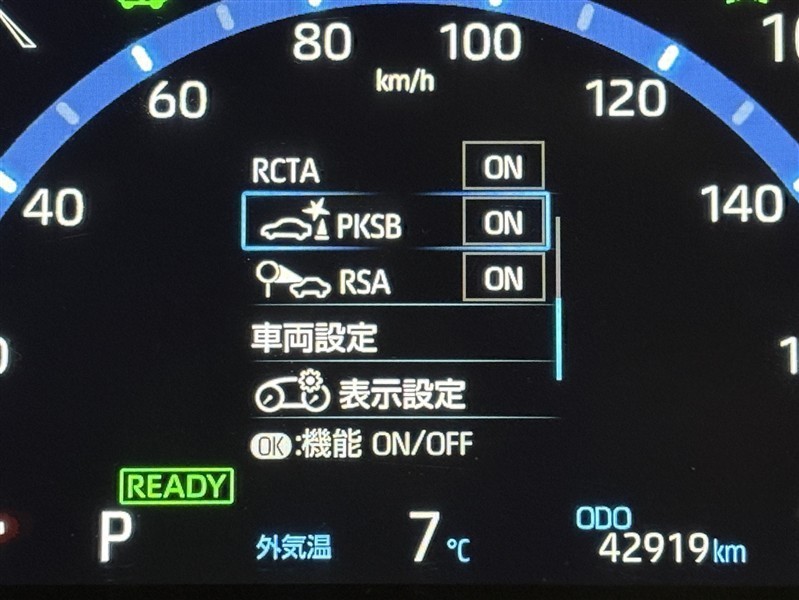 80 100
km/h
60 120
40 140
RCTA ON
PKSB ON
RSA ON
車両設定
表示設定
OK:機能 ON/OFF
READY
P 外気温 7℃ ODO 42919km